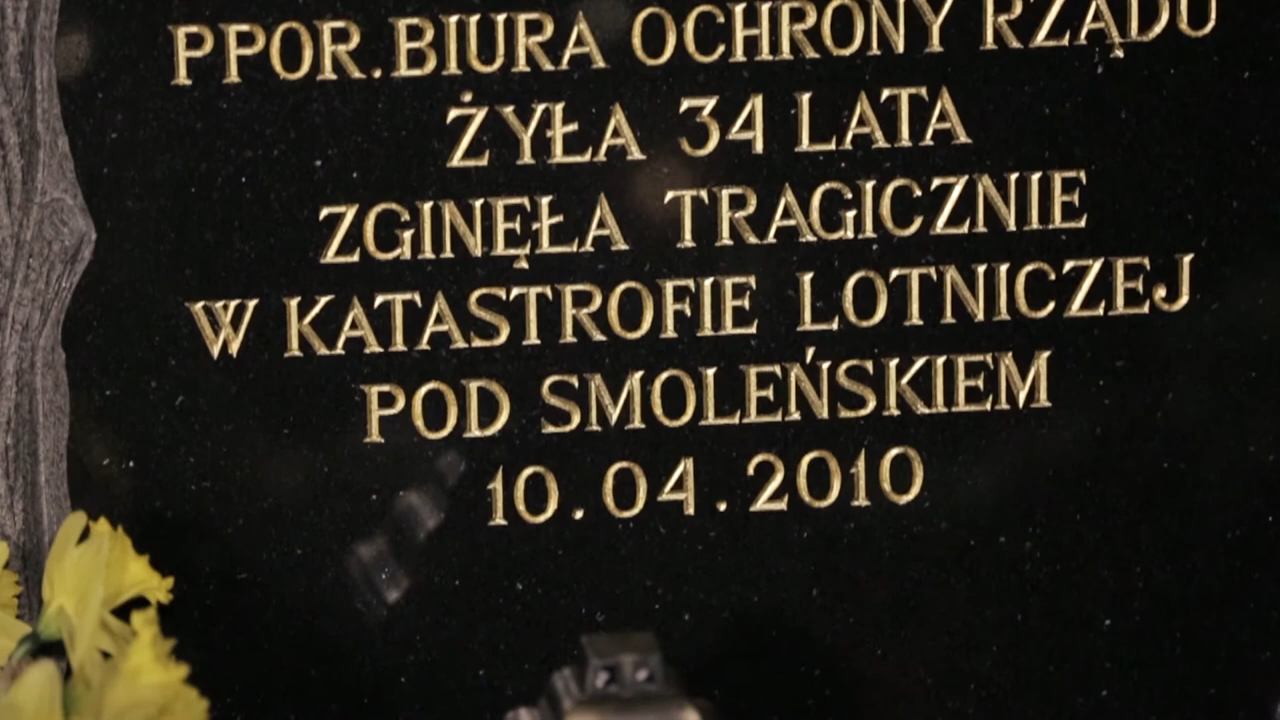 PPOR. BIURA OCHRONY RZĄDU
ŻYŁA 34 LATA
ZGINĘŁA TRAGICZNIE
W KATASTROFIE LOTNICZEJ
POD SMOLEŃSKIEM
10.04.2010